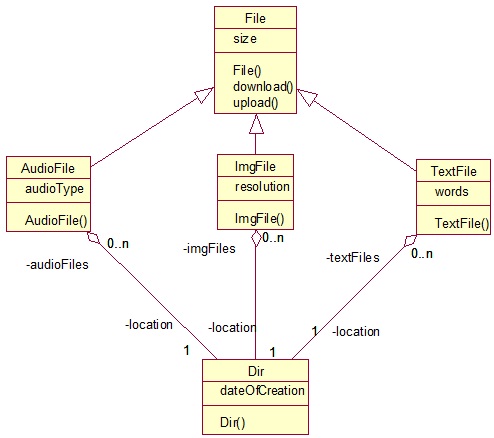 File
size
File()
download()
upload()
AudioFile
audioType
AudioFile()
ImgFile
resolution
ImgFile()
TextFile
words
TextFile()
0..n
-audioFiles
0..n
-imgFiles
0..n
-textFiles
-location
1
-location
1
1
-location
Dir
dateOfCreation
Dir()